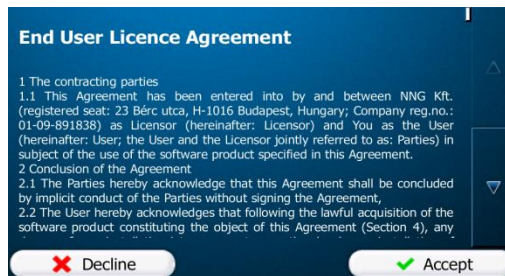 End User Licence Agreement
1 The contracting parties
1.1 This Agreement has been entered into by and between NNG Kft.
(registered seat: 23 Bérc utca, H-1016 Budapest, Hungary; Company reg.no.:
01-09-891838) as Licensor (hereinafter: Licensor) and You as the User
(hereinafter: User; the User and the Licensor jointly referred to as: Parties) in
subject of the use of the software product specified in this Agreement.
2 Conclusion of the Agreement
2.1 The Parties hereby acknowledge that this Agreement shall be concluded
by implicit conduct of the Parties without signing the Agreement,
2.2 The User hereby acknowledges that following the lawful acquisition of the
software product constituting the object of this Agreement (Section 4), any
Decline
Accept